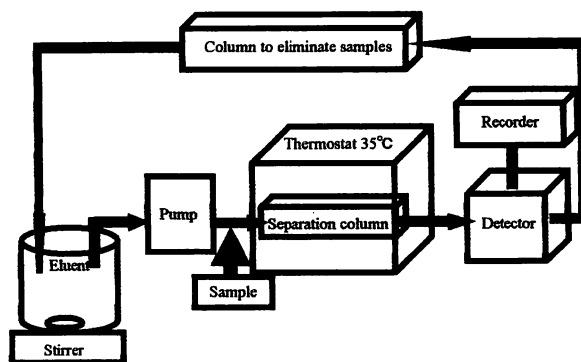 Column to eliminate samples
Recorder
Thermostat 35℃
Pump
Separation column
Detector
Eluent
Sample
Stirrer